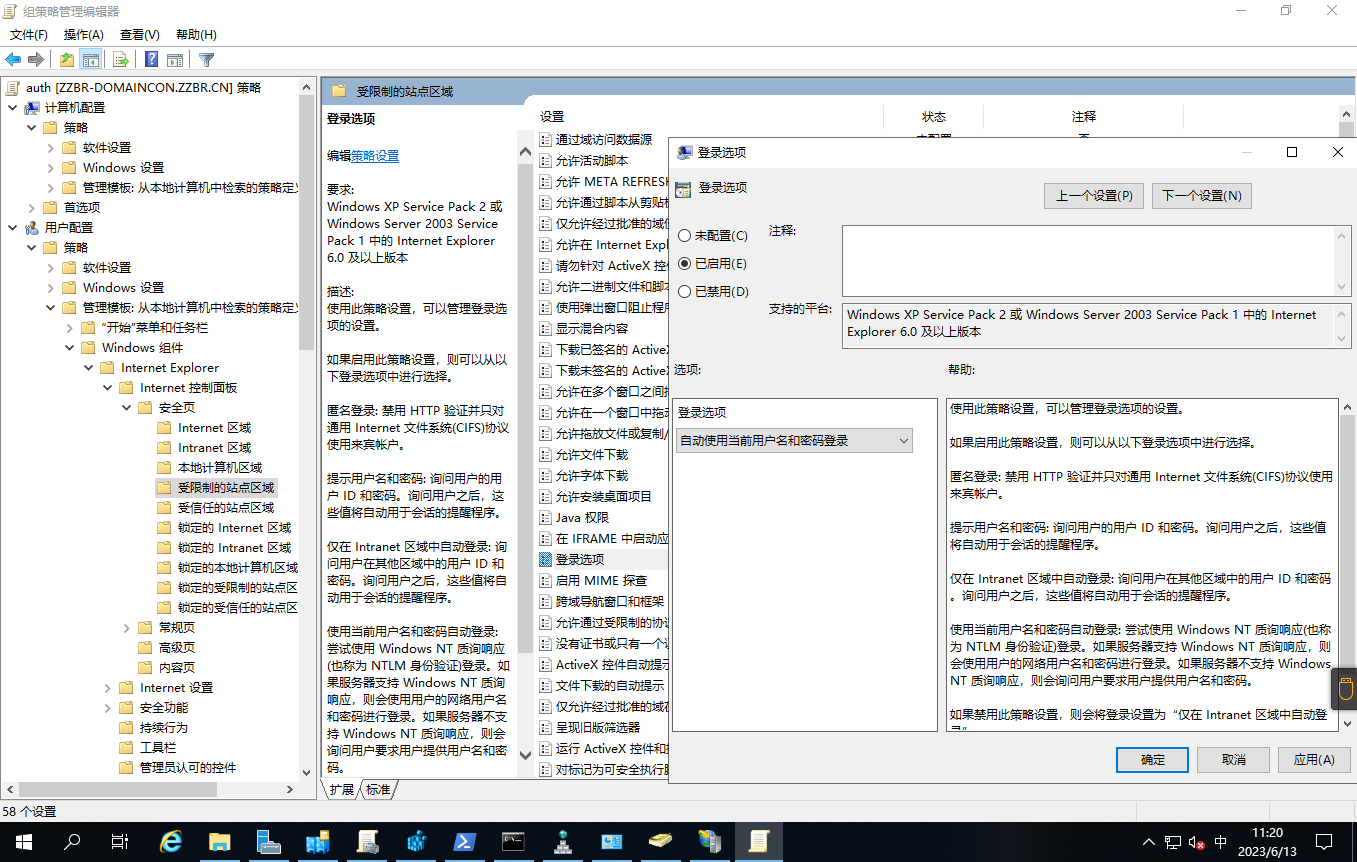 组策略管理编辑器
文件(F) 操作(A) 查看(V) 帮助(H)
auth [ZZBR-DOMAINCON.ZZBR.CN] 策略
计算机配置
策略
软件设置
Windows 设置
管理模板: 从本地计算机中检索的策略定
首选项
用户配置
策略
软件设置
Windows 设置
管理模板: 从本地计算机中检索的策略定
“开始”菜单和任务栏
Windows 组件
Internet Explorer
Internet 控制面板
安全页
Internet 区域
Intranet 区域
本地计算机区域
受限制的站点区域
受信任的站点区域
锁定的 Internet 区域
锁定的 Intranet 区域
锁定的本地计算机区域
锁定的受限制的站点区
锁定的受信任的站点区
常规页
高级页
内容页
Internet 设置
安全功能
持续行为
工具栏
管理员认可的控件
受限制的站点区域
登录选项
编辑策略设置
要求:
Windows XP Service Pack 2 或
Windows Server 2003 Service
Pack 1 中的 Internet Explorer
6.0 及以上版本
描述:
使用此策略设置，可以管理登录选
项的设置。
如果启用此策略设置，则可以从以
下登录选项中进行选择。
匿名登录: 禁用 HTTP 验证并只对
通用 Internet 文件系统(CIFS)协议
使用来宾帐户。
提示用户名和密码: 询问用户的用
户 ID 和密码。询问用户之后，这
些值将自动用于会话的提醒程序。
仅在 Intranet 区域中自动登录: 询
问用户在其他区域中的用户 ID 和
密码。询问用户之后，这些值将自
动用于会话的提醒程序。
使用当前用户名和密码自动登录:
尝试使用 Windows NT 质询响应
(也称为 NTLM 身份验证)登录。如
果服务器支持 Windows NT 质询
响应，则会使用用户的网络用户名
和密码进行登录。如果服务器不支
持 Windows NT 质询响应，则会
询问用户要求用户提供用户名和密
码。
设置 状态 注释
通过域访问数据源
允许活动脚本
允许 META REFRESH
允许通过脚本从剪贴
仅允许经过批准的域
允许在 Internet Expl
请勿针对 ActiveX 控
允许二进制文件和脚
使用弹出窗口阻止程
显示混合内容
下载已签名的 Active
下载未签名的 Active
允许在多个窗口之间
允许在一个窗口中拖
允许拖放文件或复制
允许文件下载
允许字体下载
允许安装桌面项目
Java 权限
在 IFRAME 中启动应
登录选项
启用 MIME 探查
跨域导航窗口和框架
允许通过受限制的协
没有证书或只有一个
ActiveX 控件自动提示
文件下载的自动提示
仅允许经过批准的域
呈现旧版筛选器
运行 ActiveX 控件和
对标记为可安全执行
扩展 标准
58 个设置
登录选项
登录选项
上一个设置(P) 下一个设置(N)
未配置(C)
已启用(E)
已禁用(D)
注释:
支持的平台:
Windows XP Service Pack 2 或 Windows Server 2003 Service Pack 1 中的 Internet
Explorer 6.0 及以上版本
选项: 帮助:
登录选项
自动使用当前用户名和密码登录
使用此策略设置，可以管理登录选项的设置。
如果启用此策略设置，则可以从以下登录选项中进行选择。
匿名登录: 禁用 HTTP 验证并只对通用 Internet 文件系统(CIFS)协议使用
来宾帐户。
提示用户名和密码: 询问用户的用户 ID 和密码。询问用户之后，这些值
将自动用于会话的提醒程序。
仅在 Intranet 区域中自动登录: 询问用户在其他区域中的用户 ID 和密码
。询问用户之后，这些值将自动用于会话的提醒程序。
使用当前用户名和密码自动登录: 尝试使用 Windows NT 质询响应(也称
为 NTLM 身份验证)登录。如果服务器支持 Windows NT 质询响应，则
会使用用户的网络用户名和密码进行登录。如果服务器不支持 Windows
NT 质询响应，则会询问用户要求用户提供用户名和密码。
如果禁用此策略设置，则会将登录设置为“仅在 Intranet 区域中自动登
确定 取消 应用(A)
中
11:20
2023/6/13